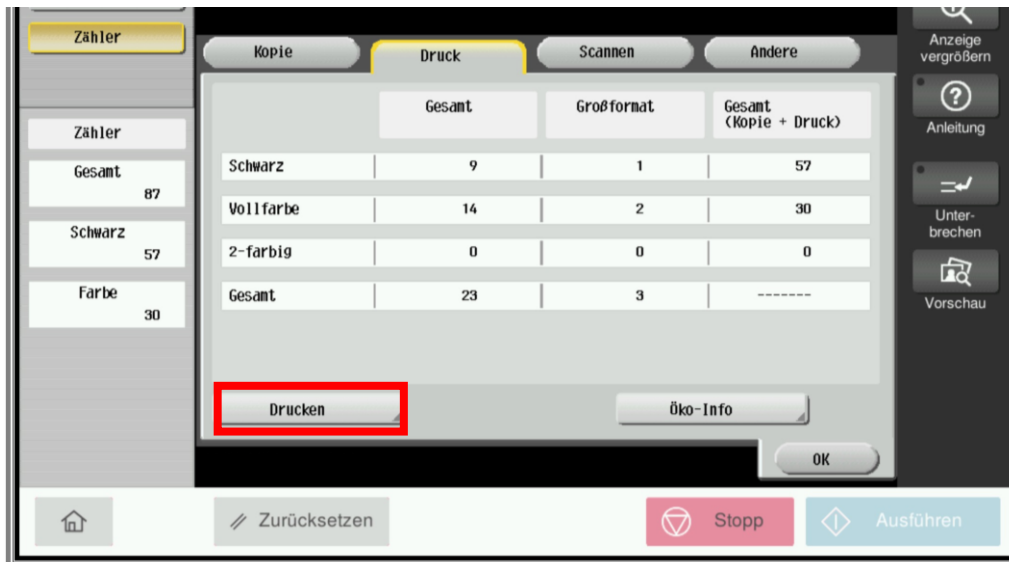 Zähler
Zähler
Gesamt
87
Schwarz
57
Farbe
30
Kopie
Druck
Scannen
Andere
Gesamt
Großformat
Gesamt
(Kopie + Druck)
Schwarz 9 1 57
Vollfarbe 14 2 30
2-farbig 0 0 0
Gesamt 23 3 -------
Drucken
Öko-Info
OK
Anzeige
vergrößern
Anleitung
Unter-
brechen
Vorschau
Zurücksetzen
Stopp
Ausführen